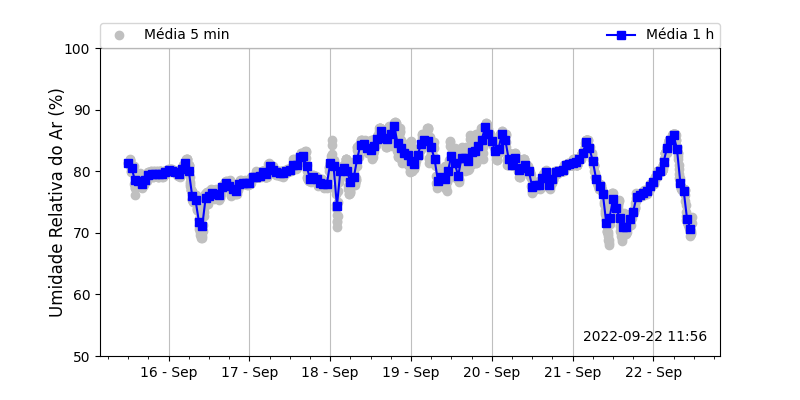 Média 5 min
Média 1 h
Umidade Relativa do Ar (%)
100
90
80
70
60
50
2022-09-22 11:56
16 - Sep
17 - Sep
18 - Sep
19 - Sep
20 - Sep
21 - Sep
22 - Sep